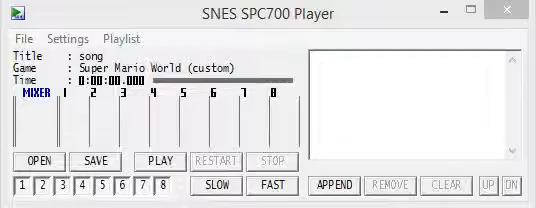 SNES SPC700 Player
File Settings Playlist
Title : song
Game : Super Mario World (custom)
Time : 0:00:00.000
MIXER 1 2 3 4 5 6 7 8
OPEN SAVE PLAY RESTART STOP
1 2 3 4 5 6 7 8 SLOW FAST APPEND REMOVE CLEAR UP DN